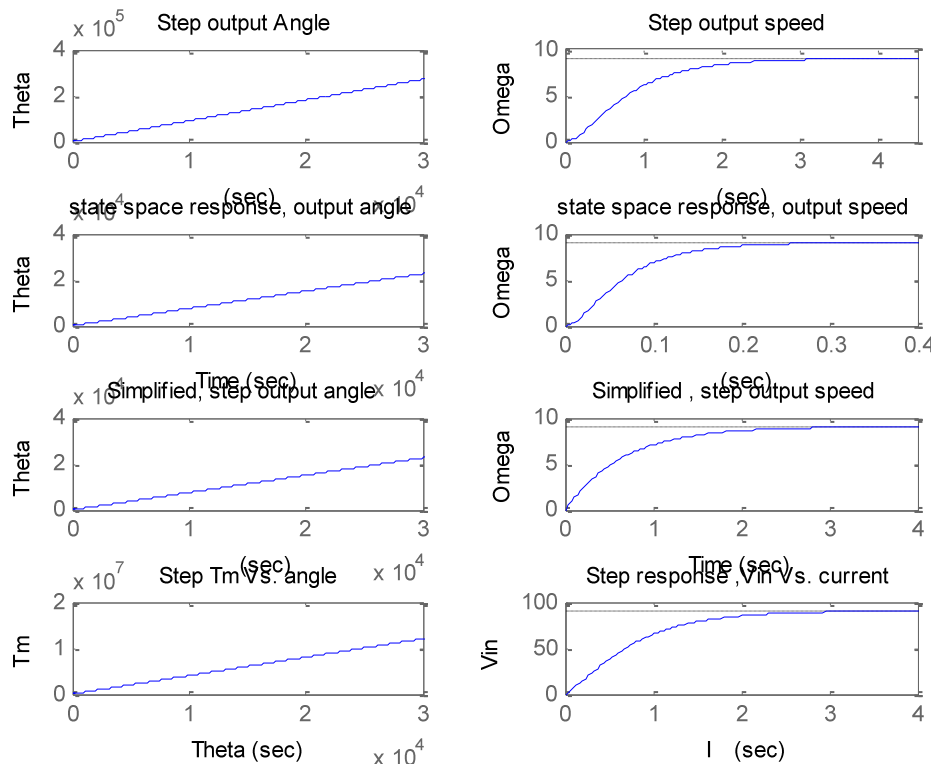 x 10^5
Step output Angle
Theta
4
2
0
0 1 2 3
(sec)
x 10^4
Step output speed
Omega
10
5
0
0 1 2 3 4
(sec)
x 10^4
state space response, output angle
Theta
4
2
0
0 1 2 3
Time (sec)
x 10^4
state space response, output speed
Omega
10
5
0
0 0.1 0.2 0.3 0.4
(sec)
x 10^4
Simplified, step output angle
Theta
4
2
0
0 1 2 3
(sec)
x 10^4
Simplified , step output speed
Omega
10
5
0
0 1 2 3 4
Time (sec)
x 10^7
Step Tm Vs. angle
Tm
2
1
0
0 1 2 3
Theta (sec)
x 10^4
Step response ,Vin Vs. current
Vin
100
50
0
0 1 2 3 4
I (sec)